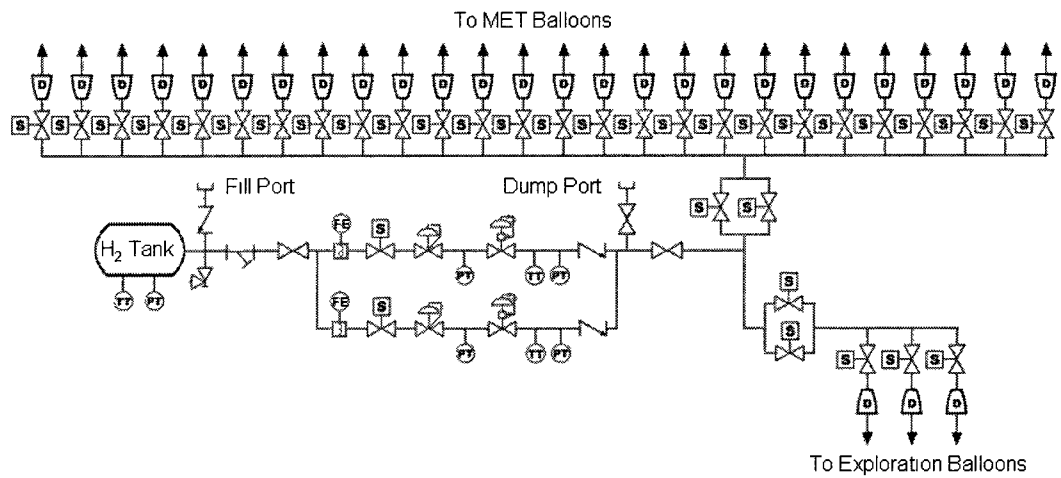 To MET Balloons
D D D D D D D D D D D D D D D D D D D D D D D D D D
S S S S S S S S S S S S S S S S S S S S S S S S S S
Fill Port
Dump Port
S S
H₂ Tank
FE S
PT TT PT
TT PT
FE S
PT TT PT
S
S
S S S
D D D
To Exploration Balloons